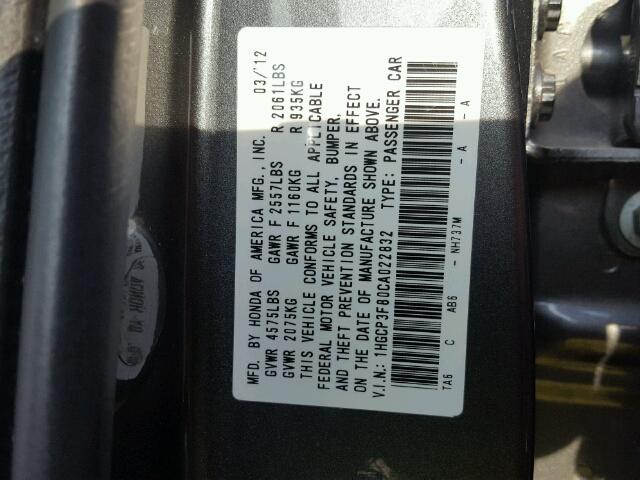 MFD. BY HONDA OF AMERICA MFG., INC. 03/'12
GVWR 4575LBS GAWR F 2557LBS R 2061LBS
GVWR 2075KG GAWR F 1160KG R 935KG
THIS VEHICLE CONFORMS TO ALL APPLICABLE
FEDERAL MOTOR VEHICLE SAFETY, BUMPER,
AND THEFT PREVENTION STANDARDS IN EFFECT
ON THE DATE OF MANUFACTURE SHOWN ABOVE.
V.I.N.: 1HGCP3F80CA022832 TYPE: PASSENGER CAR
TA6 C AB6 - NH737M - A - A